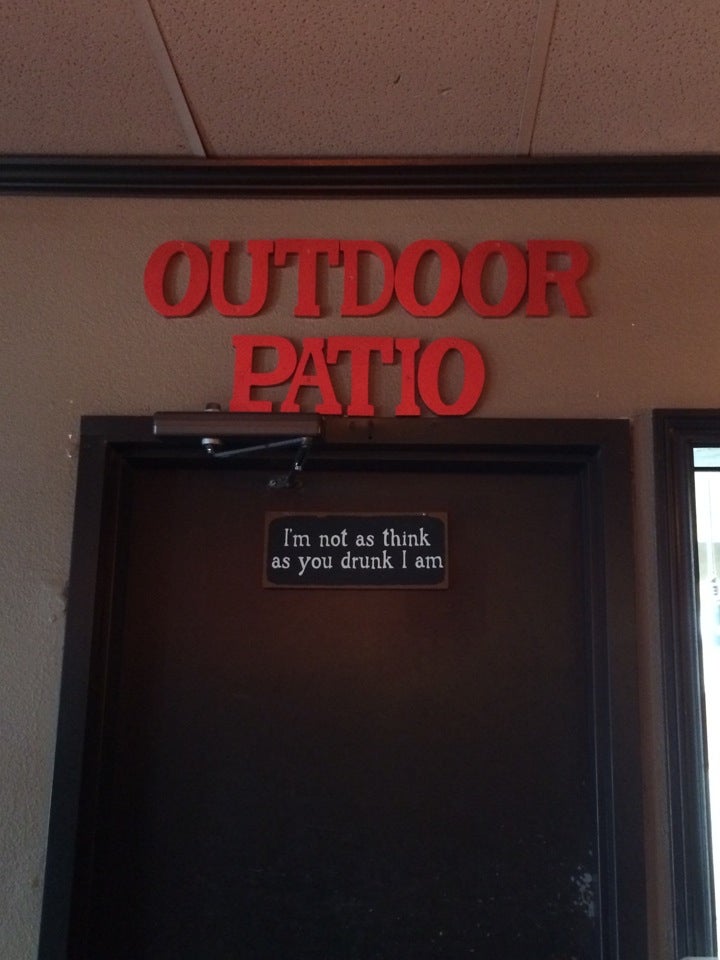 OUTDOOR
PATIO
I'm not as think
as you drunk I am